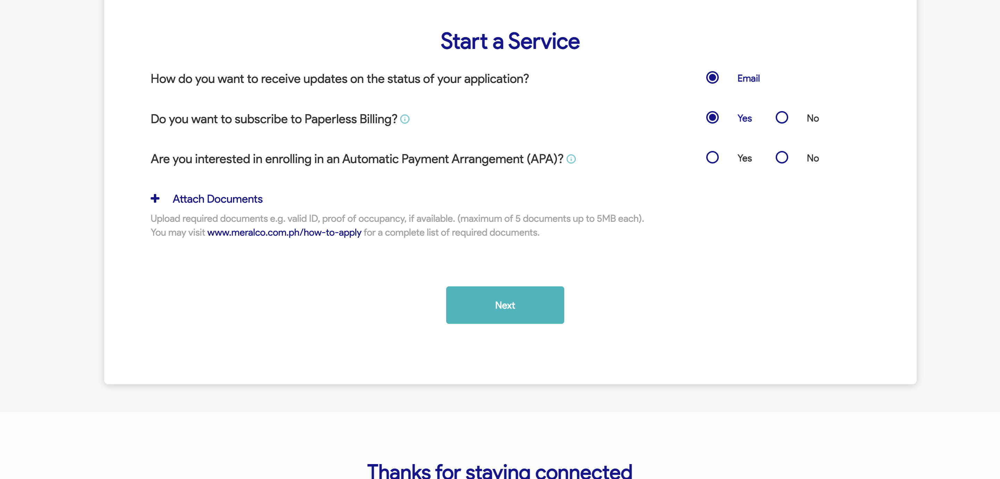 Start a Service
How do you want to receive updates on the status of your application?
Email
Do you want to subscribe to Paperless Billing?
Yes
No
Are you interested in enrolling in an Automatic Payment Arrangement (APA)?
Yes
No
Attach Documents
Upload required documents e.g. valid ID, proof of occupancy, if available. (maximum of 5 documents up to 5MB each).
You may visit www.meralco.com.ph/how-to-apply for a complete list of required documents.
Next
Thanks for staying connected